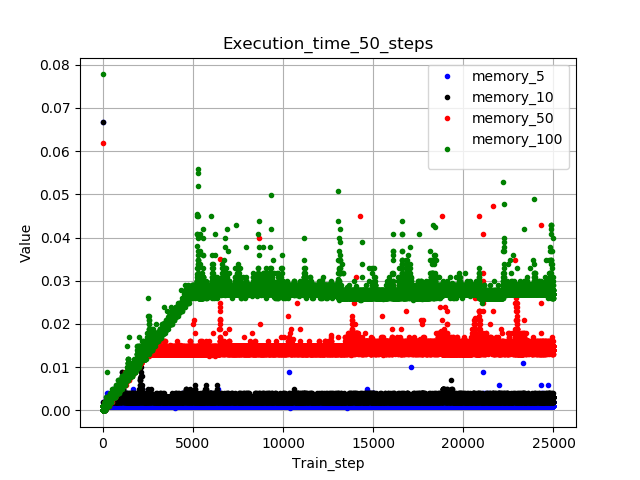 Execution_time_50_steps
0.08
0.07
0.06
0.05
0.04
0.03
0.02
0.01
0.00
Value
memory_5
memory_10
memory_50
memory_100
0 5000 10000 15000 20000 25000
Train_step